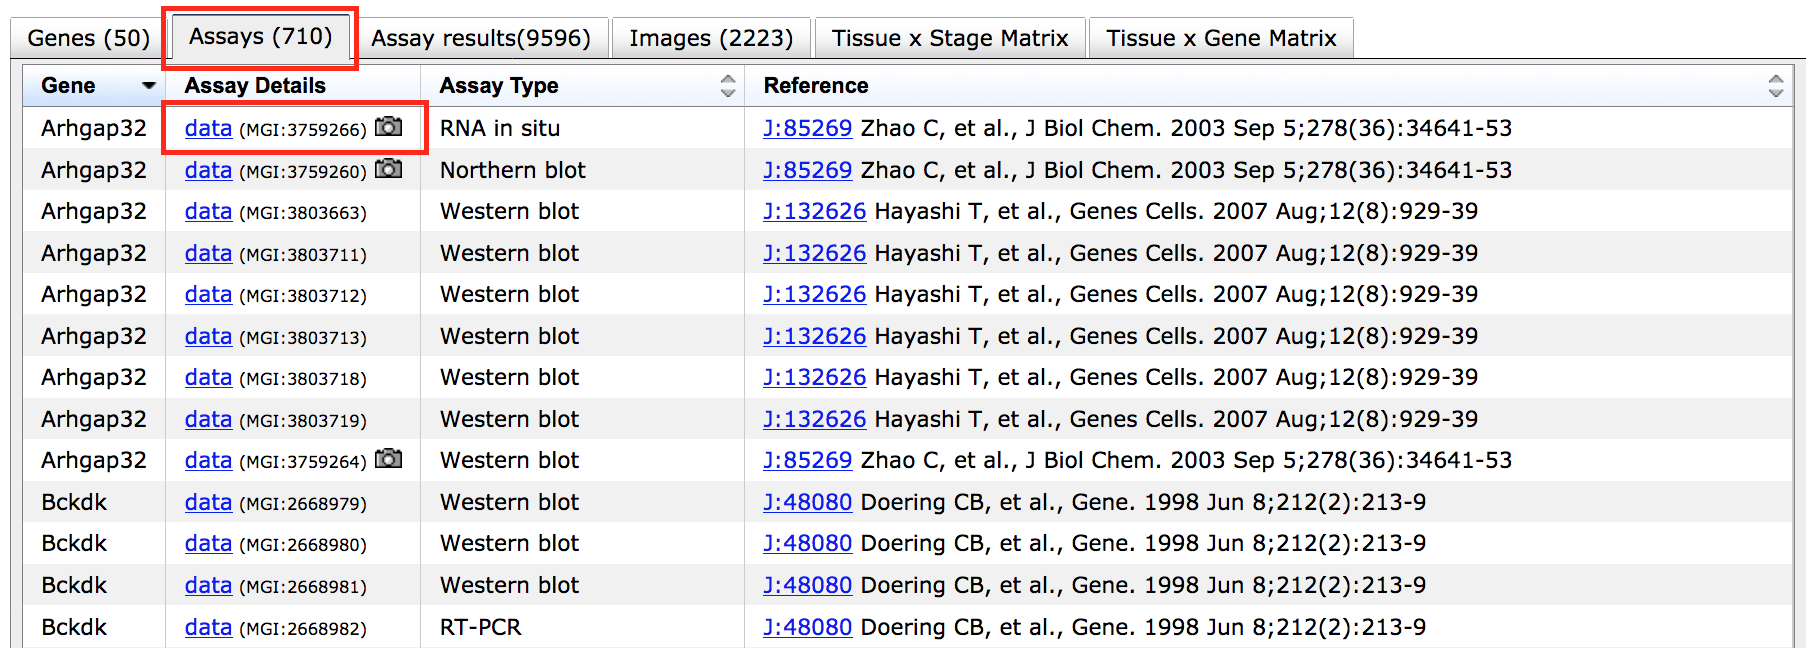 Genes (50) Assays (710) Assay results(9596) Images (2223) Tissue x Stage Matrix Tissue x Gene Matrix
Gene Assay Details Assay Type Reference
Arhgap32 data (MGI:3759266) RNA in situ J:85269 Zhao C, et al., J Biol Chem. 2003 Sep 5;278(36):34641-53
Arhgap32 data (MGI:3759260) Northern blot J:85269 Zhao C, et al., J Biol Chem. 2003 Sep 5;278(36):34641-53
Arhgap32 data (MGI:3803663) Western blot J:132626 Hayashi T, et al., Genes Cells. 2007 Aug;12(8):929-39
Arhgap32 data (MGI:3803711) Western blot J:132626 Hayashi T, et al., Genes Cells. 2007 Aug;12(8):929-39
Arhgap32 data (MGI:3803712) Western blot J:132626 Hayashi T, et al., Genes Cells. 2007 Aug;12(8):929-39
Arhgap32 data (MGI:3803713) Western blot J:132626 Hayashi T, et al., Genes Cells. 2007 Aug;12(8):929-39
Arhgap32 data (MGI:3803718) Western blot J:132626 Hayashi T, et al., Genes Cells. 2007 Aug;12(8):929-39
Arhgap32 data (MGI:3803719) Western blot J:132626 Hayashi T, et al., Genes Cells. 2007 Aug;12(8):929-39
Arhgap32 data (MGI:3759264) Western blot J:85269 Zhao C, et al., J Biol Chem. 2003 Sep 5;278(36):34641-53
Bckdk data (MGI:2668979) Western blot J:48080 Doering CB, et al., Gene. 1998 Jun 8;212(2):213-9
Bckdk data (MGI:2668980) Western blot J:48080 Doering CB, et al., Gene. 1998 Jun 8;212(2):213-9
Bckdk data (MGI:2668981) Western blot J:48080 Doering CB, et al., Gene. 1998 Jun 8;212(2):213-9
Bckdk data (MGI:2668982) RT-PCR J:48080 Doering CB, et al., Gene. 1998 Jun 8;212(2):213-9